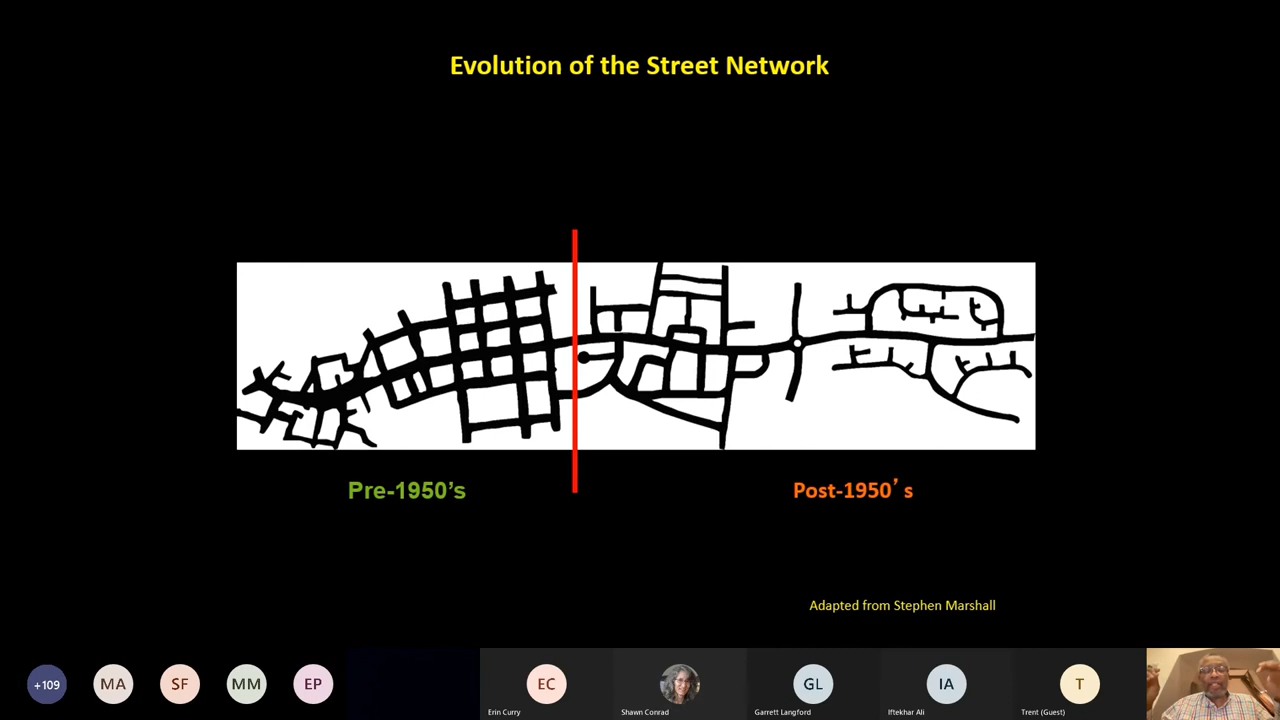 Evolution of the Street Network
Pre-1950's
Post-1950's
Adapted from Stephen Marshall
+109
MA
SF
MM
EP
EC
GL
IA
T
Erin Curry
Shawn Conrad
Garrett Langford
Iftekhar Ali
Trent (Guest)